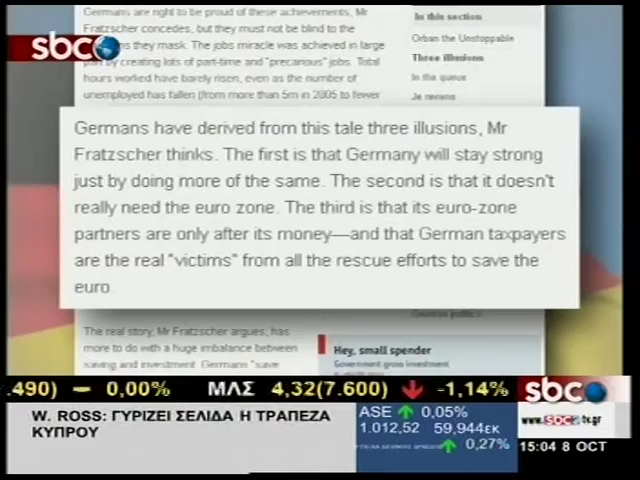 Germans are right to be proud of these achievements, Mr
Fratzscher concedes, but they must not be blind to the
they mask. The jobs miracle was achieved in large
part by creating lots of part-time and "precarious" jobs. Total
hours worked have barely risen, even as the number of
unemployed has fallen (from more than 5m in 2005 to fewer
In this section
Orban the Unstoppable
Three illusions
In the queue
Je reviens
sbc
Germans have derived from this tale three illusions, Mr
Fratzscher thinks. The first is that Germany will stay strong
just by doing more of the same. The second is that it doesn't
really need the euro zone. The third is that its euro-zone
partners are only after its money—and that German taxpayers
are the real "victims" from all the rescue efforts to save the
euro.
German politics
The real story, Mr Fratzscher argues, has
more to do with a huge imbalance between
saving and investment. Germans "save
Hey, small spender
Government gross investment
.490) – 0,00% ΜΛΣ 4,32(7.600) -1,14%
sbc
W. ROSS: ΓΥΡΙΖΕΙ ΣΕΛΙΔΑ Η ΤΡΑΠΕΖΑ
ΚΥΠΡΟΥ
ASE 0,05%
1.012,52 59,944εκ
0,27%
www.sbctv.gr
15:04 8 OCT